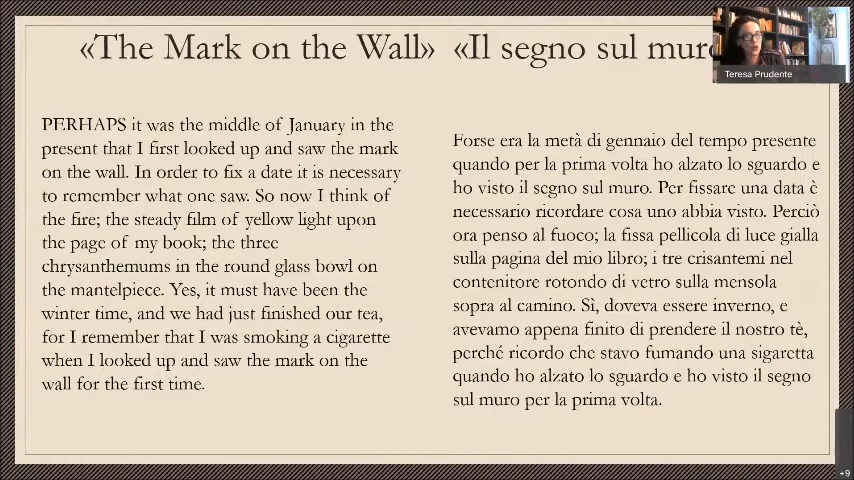 «The Mark on the Wall» «Il segno sul muro
Teresa Prudente
PERHAPS it was the middle of January in the
present that I first looked up and saw the mark
on the wall. In order to fix a date it is necessary
to remember what one saw. So now I think of
the fire; the steady film of yellow light upon
the page of my book; the three
chrysanthemums in the round glass bowl on
the mantelpiece. Yes, it must have been the
winter time, and we had just finished our tea,
for I remember that I was smoking a cigarette
when I looked up and saw the mark on the
wall for the first time.
Forse era la metà di gennaio del tempo presente
quando per la prima volta ho alzato lo sguardo e
ho visto il segno sul muro. Per fissare una data è
necessario ricordare cosa uno abbia visto. Perciò
ora penso al fuoco; la fissa pellicola di luce gialla
sulla pagina del mio libro; i tre crisantemi nel
contenitore rotondo di vetro sulla mensola
sopra al camino. Sì, doveva essere inverno, e
avevamo appena finito di prendere il nostro tè,
perché ricordo che stavo fumando una sigaretta
quando ho alzato lo sguardo e ho visto il segno
sul muro per la prima volta.
+9